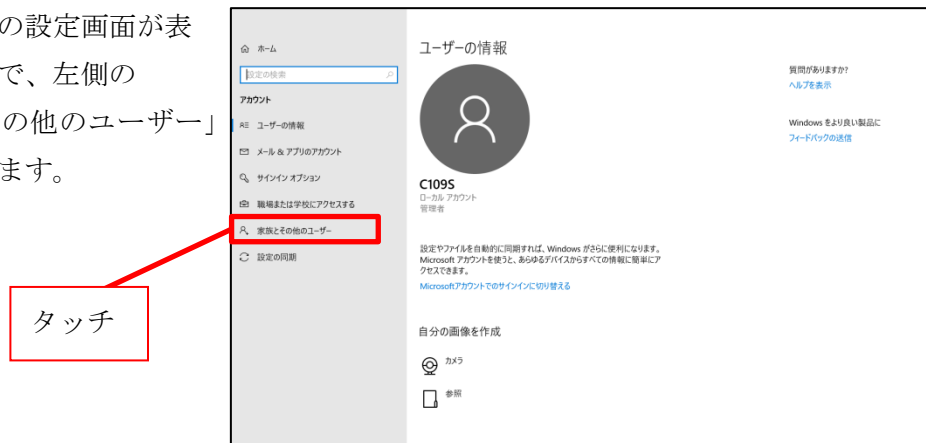 の設定画面が表
で、左側の
の他のユーザー」
ます。
タッチ
ホーム
設定の検索
アカウント
ユーザーの情報
メール & アプリのアカウント
サインイン オプション
職場または学校にアクセスする
家族とその他のユーザー
設定の同期
ユーザーの情報
C109S
ローカル アカウント
管理者
設定やファイルを自動的に同期すれば、Windows がさらに便利になります。
Microsoft アカウントを使うと、あらゆるデバイスからすべての情報に簡単にア
クセスできます。
Microsoftアカウントでのサインインに切り替える
自分の画像を作成
カメラ
参照
質問がありますか?
ヘルプを表示
Windows をより良い製品に
フィードバックの送信